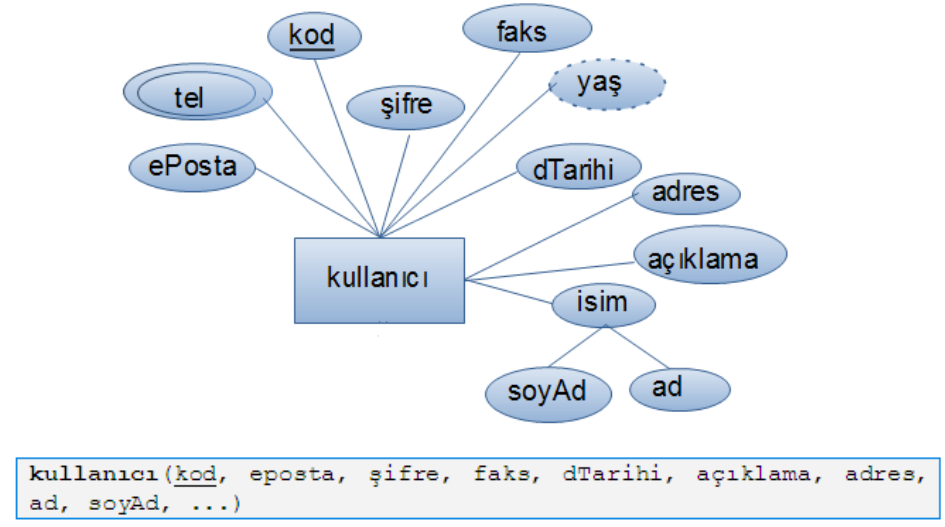 kod
faks
tel
şifre
yaş
ePosta
dTarihi
adres
kullanıcı
açıklama
isim
soyAd
ad
kullanıcı(kod, eposta, şifre, faks, dTarihi, açıklama, adres,
ad, soyAd, ...)